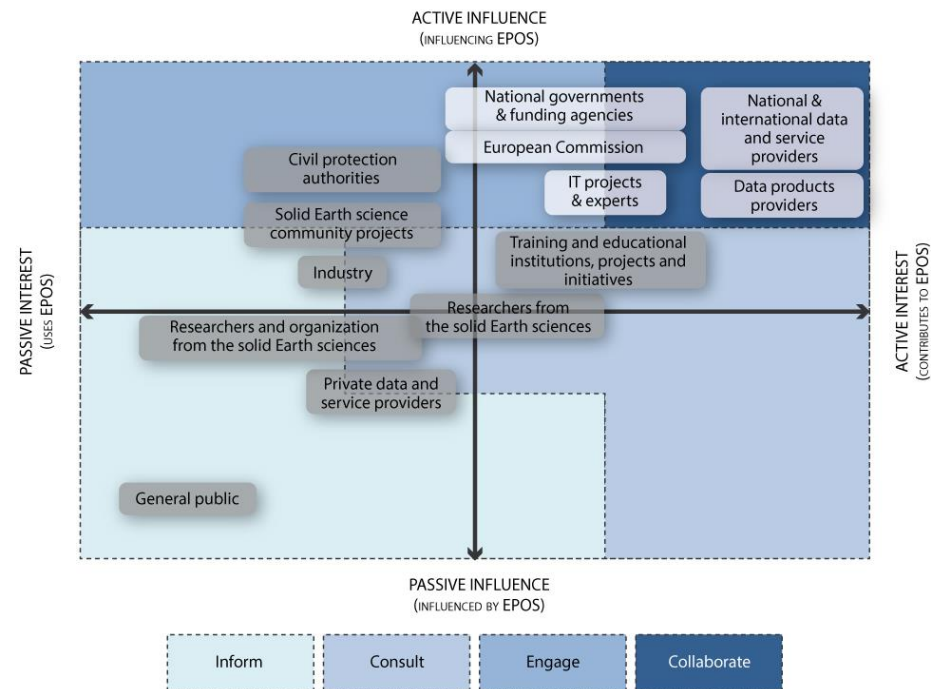 ACTIVE INFLUENCE
(INFLUENCING EPOS)
National governments
& funding agencies
European Commission
National &
international data
and service
providers
Civil protection
authorities
IT projects
& experts
Data products
providers
Solid Earth science
community projects
Training and educational
institutions, projects and
initiatives
Industry
PASSIVE INTEREST
(USES EPOS)
Researchers from
the solid Earth sciences
ACTIVE INTEREST
(CONTRIBUTES TO EPOS)
Researchers and organization
from the solid Earth sciences
Private data and
service providers
General public
PASSIVE INFLUENCE
(INFLUENCED BY EPOS)
Inform
Consult
Engage
Collaborate